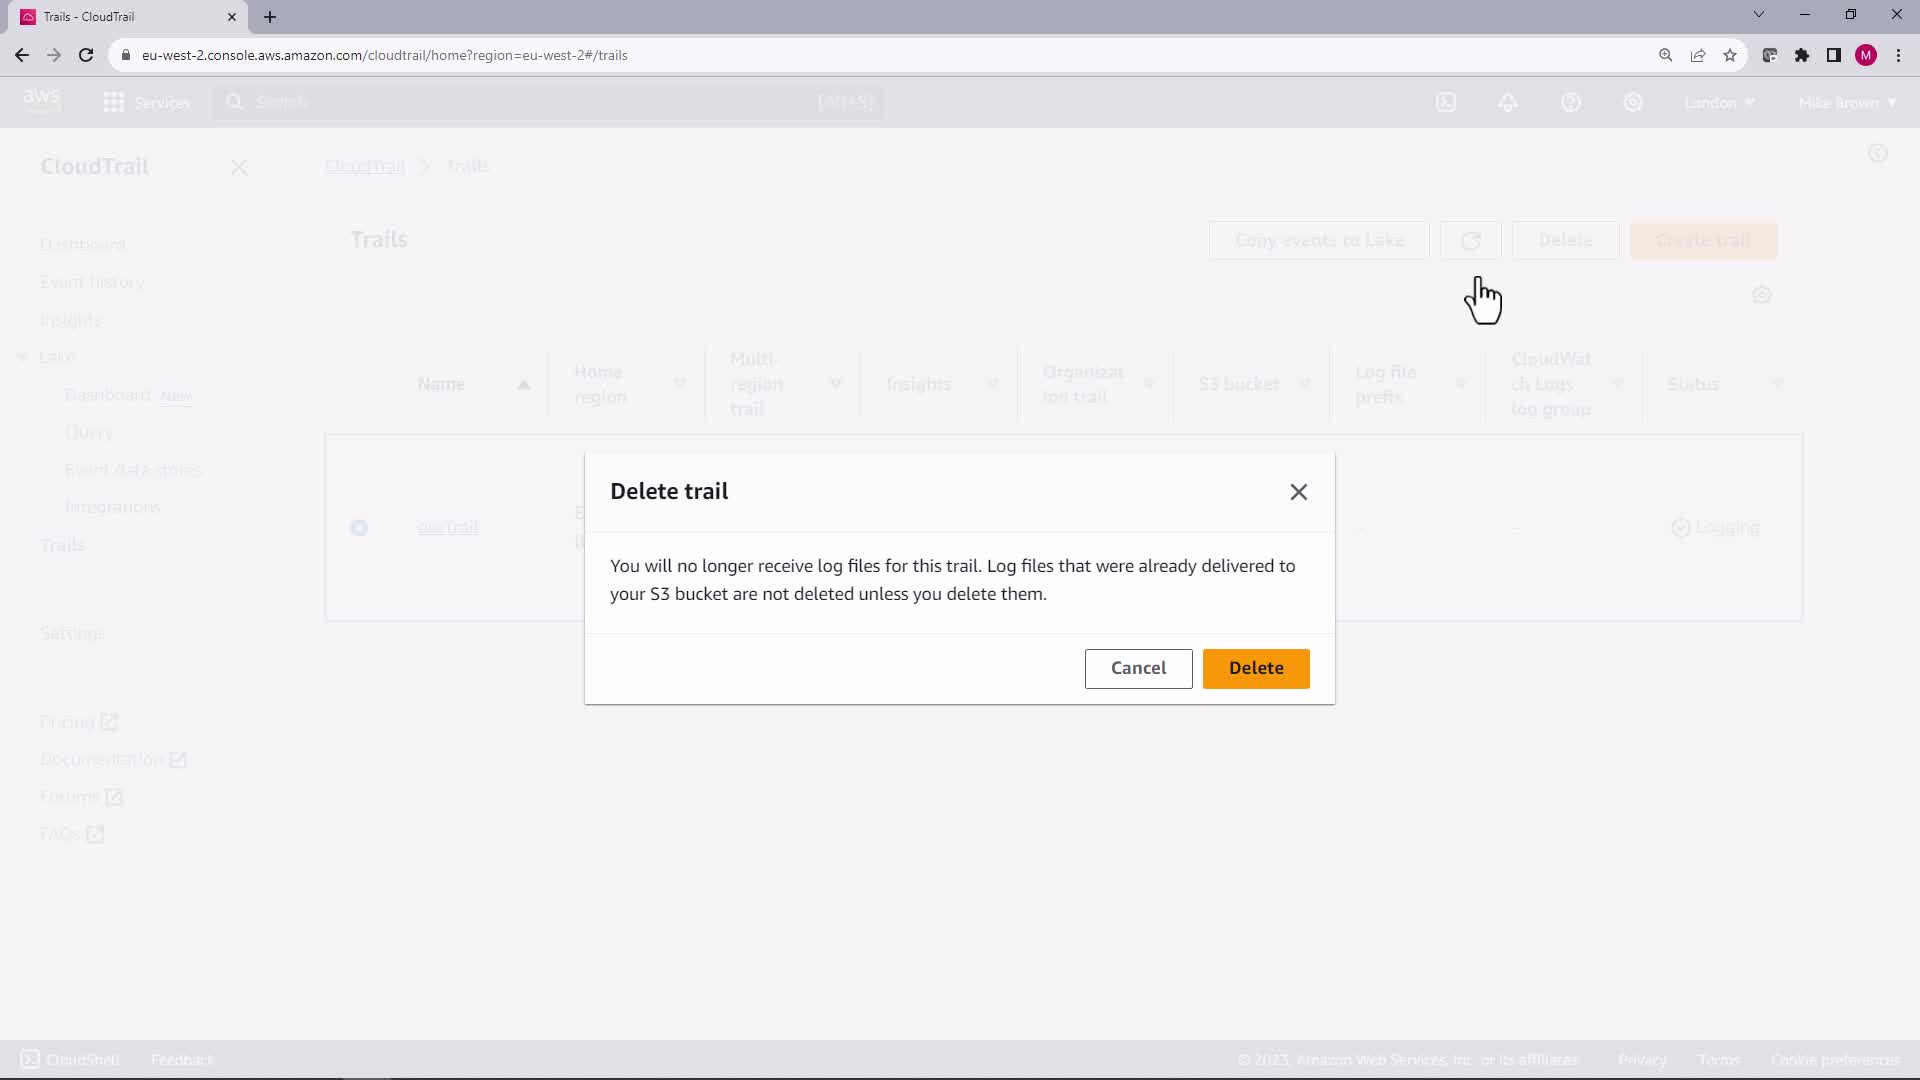 Trails - CloudTrail
eu-west-2.console.aws.amazon.com/cloudtrail/home?region=eu-west-2#/trails
M
aws
Services
Search
[Alt+S]
London
Mike Brown
CloudTrail
CloudTrail
Trails
Dashboard
Event history
Insights
Lake
Dashboard New
Query
Event data stores
Integrations
Trails
Settings
Pricing
Documentation
Forums
FAQs
Trails
Copy events to Lake
Delete
Create trail
Name
Home
region
Multi-
region
trail
Insights
Organizat
ion trail
S3 bucket
Log file
prefix
CloudWat
ch Logs
log group
Status
-
-
Logging
Delete trail
You will no longer receive log files for this trail. Log files that were already delivered to
your S3 bucket are not deleted unless you delete them.
Cancel
Delete
CloudShell
Feedback
© 2023, Amazon Web Services, Inc. or its affiliates.
Privacy
Terms
Cookie preferences